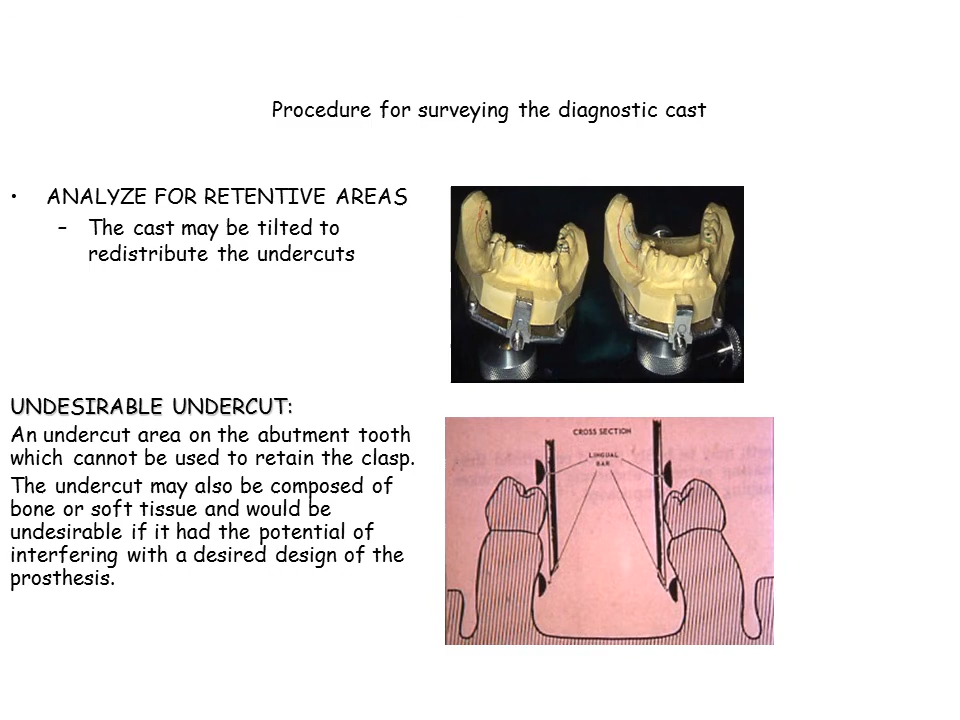 Procedure for surveying the diagnostic cast
• ANALYZE FOR RETENTIVE AREAS
– The cast may be tilted to
redistribute the undercuts
UNDESIRABLE UNDERCUT:
An undercut area on the abutment tooth
which cannot be used to retain the clasp.
The undercut may also be composed of
bone or soft tissue and would be
undesirable if it had the potential of
interfering with a desired design of the
prosthesis.
CROSS SECTION
LINGUAL
BAR